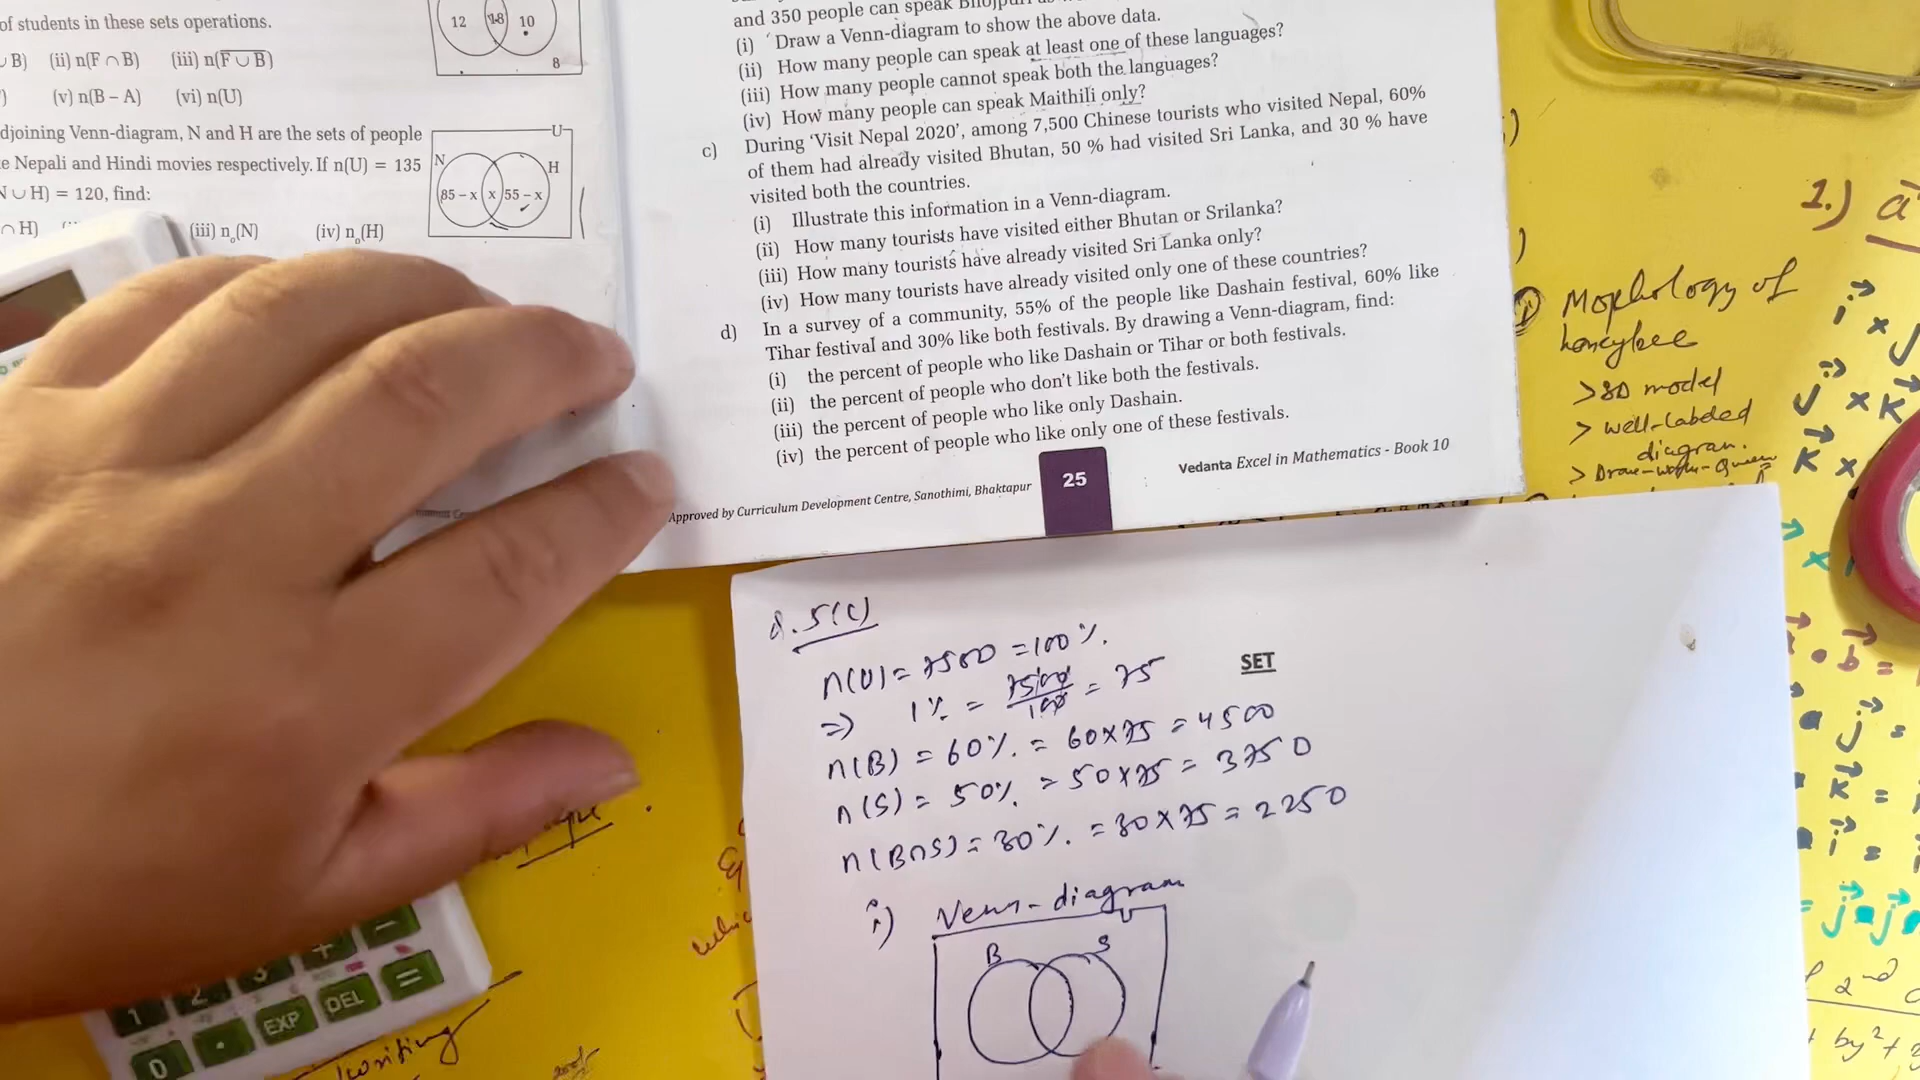 of students in these sets operations.
B) (ii) n(F ∩ B) (iii) n(F ∪ B)
(v) n(B – A) (vi) n(U)
12 18 10
8
djoining Venn-diagram, N and H are the sets of people
e Nepali and Hindi movies respectively. If n(U) = 135
∪ H) = 120, find:
∩ H) (iii) n₀(N) (iv) n₀(H)
U
N H
85 – x x 55 – x
and 350 people can speak
(i) Draw a Venn-diagram to show the above data.
(ii) How many people can speak at least one of these languages?
(iii) How many people cannot speak both the languages?
(iv) How many people can speak Maithili only?
c) During 'Visit Nepal 2020', among 7,500 Chinese tourists who visited Nepal, 60%
of them had already visited Bhutan, 50 % had visited Sri Lanka, and 30 % have
visited both the countries.
(i) Illustrate this information in a Venn-diagram.
(ii) How many tourists have visited either Bhutan or Srilanka?
(iii) How many tourists have already visited Sri Lanka only?
(iv) How many tourists have already visited only one of these countries?
d) In a survey of a community, 55% of the people like Dashain festival, 60% like
Tihar festival and 30% like both festivals. By drawing a Venn-diagram, find:
(i) the percent of people who like Dashain or Tihar or both festivals.
(ii) the percent of people who don't like both the festivals.
(iii) the percent of people who like only Dashain.
(iv) the percent of people who like only one of these festivals.
Approved by Curriculum Development Centre, Sanothimi, Bhaktapur
25
Vedanta Excel in Mathematics - Book 10
Q.5(c)
n(U) = 7500 = 100%.
⇒ 1% = 7500/100 = 75
SET
n(B) = 60% = 60×75 = 4500
n(S) = 50% = 50×75 = 3750
n(B∩S) = 30% = 30×75 = 2250
i) Venn-diagram
U
B S
1.)
Morphology of
honeybee
>3D model
> well-labded
diagram.
1 2 3 + -
0 . EXP DEL =